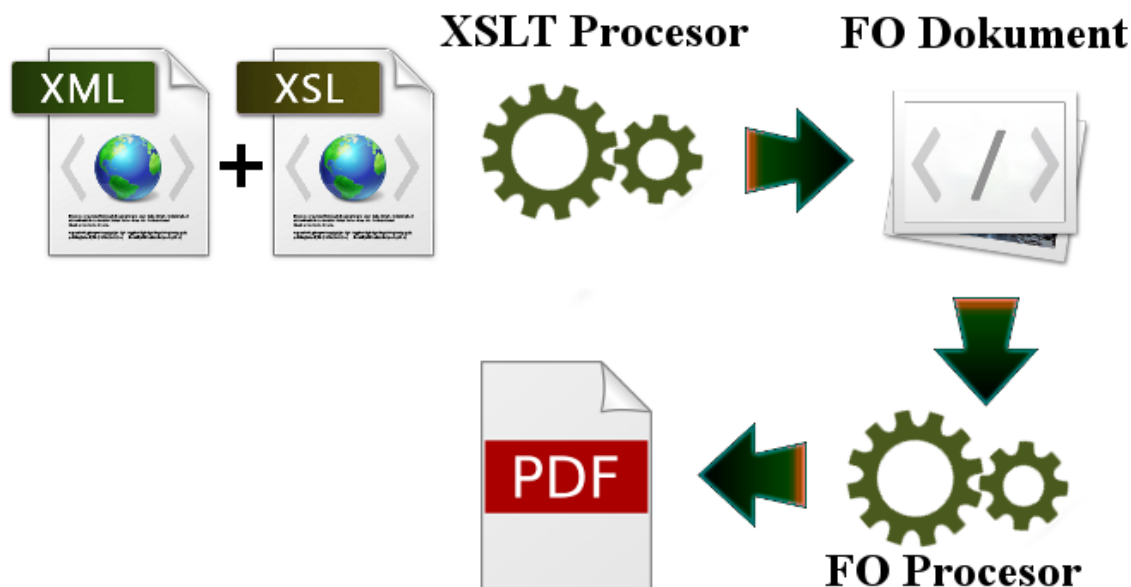 XSLT Procesor
FO Dokument
XML
XSL
+
</>
PDF
FO Procesor